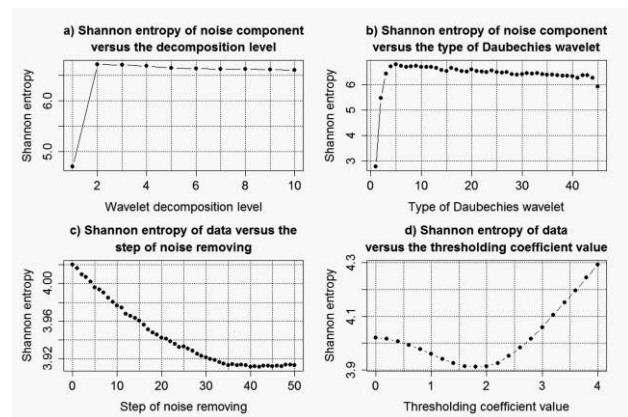 a) Shannon entropy of noise component
versus the decomposition level
Shannon entropy
5.0 6.0
2 4 6 8 10
Wavelet decomposition level
b) Shannon entropy of noise component
versus the type of Daubechies wavelet
Shannon entropy
3 4 5 6
0 10 20 30 40
Type of Daubechies wavelet
c) Shannon entropy of data versus the
step of noise removing
Shannon entropy
3.92 3.96 4.00
0 10 20 30 40 50
Step of noise removing
d) Shannon entropy of data
versus the thresholding coefficient value
Shannon entropy
3.9 4.1 4.3
0 1 2 3 4
Thresholding coefficient value